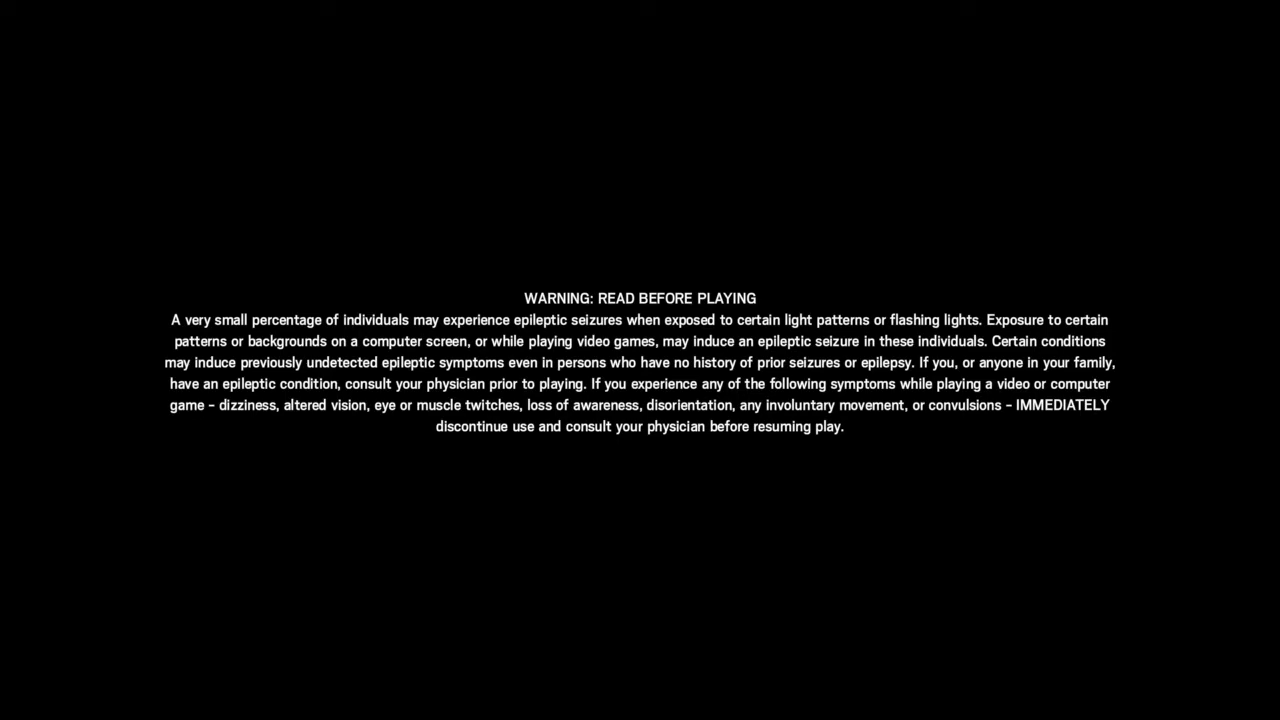 WARNING: READ BEFORE PLAYING
A very small percentage of individuals may experience epileptic seizures when exposed to certain light patterns or flashing lights. Exposure to certain
patterns or backgrounds on a computer screen, or while playing video games, may induce an epileptic seizure in these individuals. Certain conditions
may induce previously undetected epileptic symptoms even in persons who have no history of prior seizures or epilepsy. If you, or anyone in your family,
have an epileptic condition, consult your physician prior to playing. If you experience any of the following symptoms while playing a video or computer
game - dizziness, altered vision, eye or muscle twitches, loss of awareness, disorientation, any involuntary movement, or convulsions - IMMEDIATELY
discontinue use and consult your physician before resuming play.